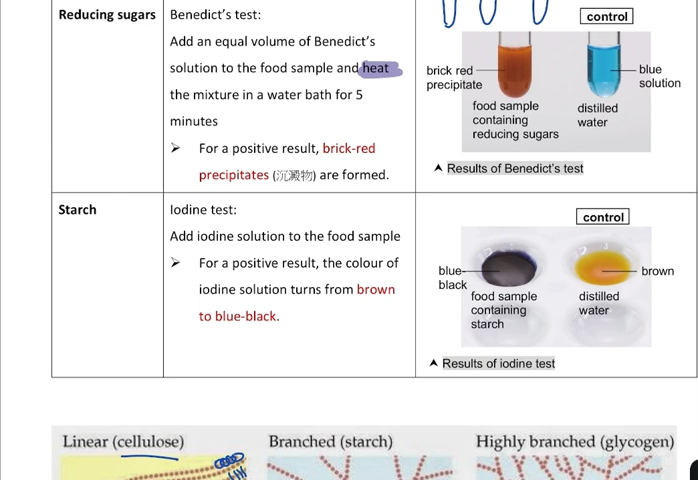 Reducing sugars
Benedict's test:
Add an equal volume of Benedict's
solution to the food sample and heat
the mixture in a water bath for 5
minutes
➢ For a positive result, brick-red
precipitates (沉澱物) are formed.
control
brick red
precipitate
blue
solution
food sample
containing
reducing sugars
distilled
water
Results of Benedict's test
Starch
Iodine test:
Add iodine solution to the food sample
➢ For a positive result, the colour of
iodine solution turns from brown
to blue-black.
control
blue-
black
brown
food sample
containing
starch
distilled
water
Results of iodine test
Linear (cellulose)
Branched (starch)
Highly branched (glycogen)